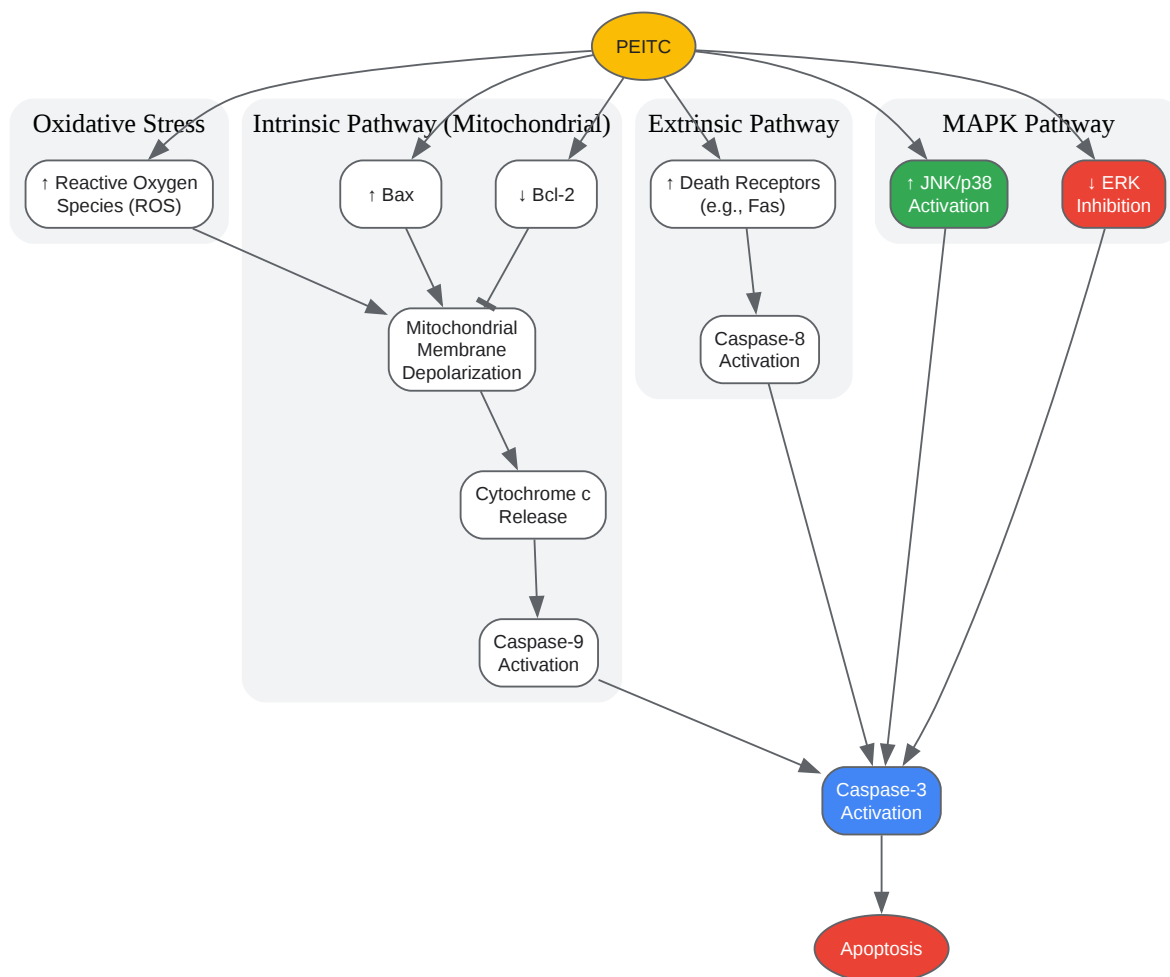 PEITC
Oxidative Stress
Intrinsic Pathway (Mitochondrial)
Extrinsic Pathway
MAPK Pathway
↑ Reactive Oxygen
Species (ROS)
↑ Bax
↓ Bcl-2
↑ Death Receptors
(e.g., Fas)
↑ JNK/p38
Activation
↓ ERK
Inhibition
Mitochondrial
Membrane
Depolarization
Caspase-8
Activation
Cytochrome c
Release
Caspase-9
Activation
Caspase-3
Activation
Apoptosis